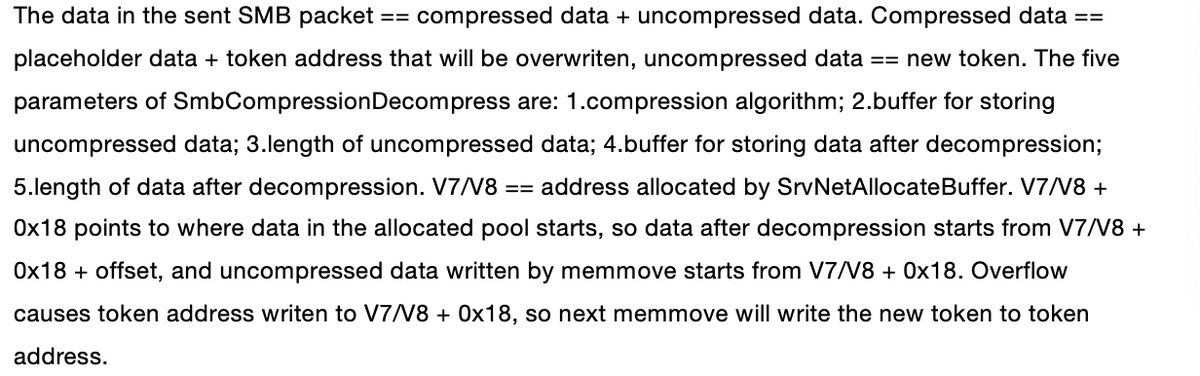 The data in the sent SMB packet == compressed data + uncompressed data. Compressed data ==
placeholder data + token address that will be overwriten, uncompressed data == new token. The five
parameters of SmbCompressionDecompress are: 1.compression algorithm; 2.buffer for storing
uncompressed data; 3.length of uncompressed data; 4.buffer for storing data after decompression;
5.length of data after decompression. V7/V8 == address allocated by SrvNetAllocateBuffer. V7/V8 +
0x18 points to where data in the allocated pool starts, so data after decompression starts from V7/V8 +
0x18 + offset, and uncompressed data written by memmove starts from V7/V8 + 0x18. Overflow
causes token address writen to V7/V8 + 0x18, so next memmove will write the new token to token
address.